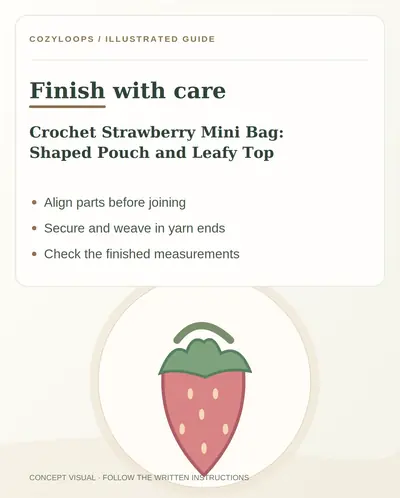 COZYLOOPS / ILLUSTRATED GUIDE
Finish with care
Crochet Strawberry Mini Bag:
Shaped Pouch and Leafy Top
Align parts before joining
Secure and weave in yarn ends
Check the finished measurements
CONCEPT VISUAL · FOLLOW THE WRITTEN INSTRUCTIONS